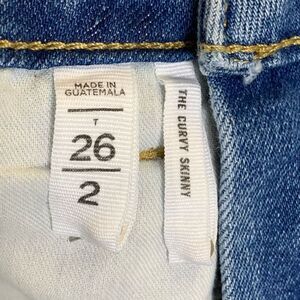 MADE IN
GUATEMALA
T
26
2
THE CURVY SKINNY